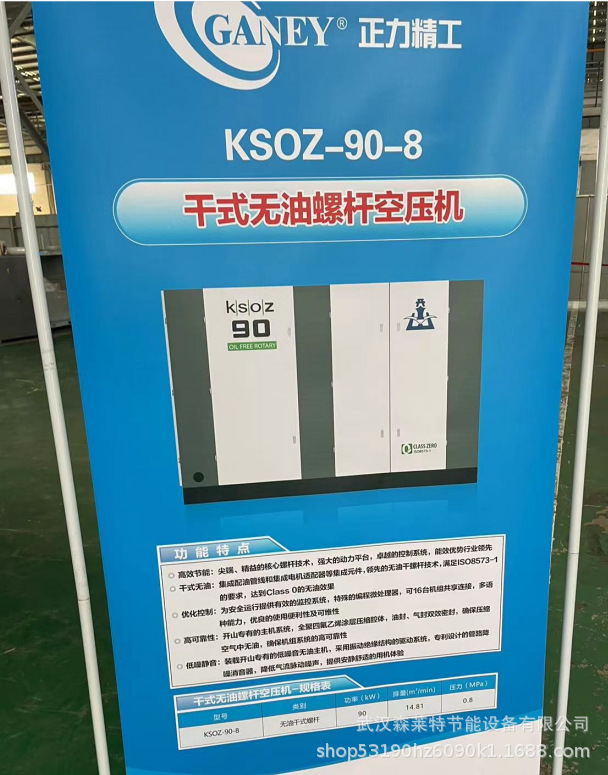 GANEY® 正力精工
KSOZ-90-8
干式无油螺杆空压机
ksoz
90
OIL FREE ROTARY
CLASS ZERO
ISO8573-1
功能特点
高效节能：尖端、精益的核心螺杆技术，强大的动力平台，卓越的控制系统，能效优势行业领先
干式无油：集成配油管线和集成电机适配器等集成元件，领先的无油干螺杆技术，满足ISO8573-1
的要求，达到Class 0的无油效果
优化控制：为安全运行提供有效的监控系统，特殊的编程微处理器，可16台机组共享连接，多语
种能力，优良的使用便利性及可维性
高可靠性：开山专有的主机系统，全聚四氟乙烯涂层压缩腔体，油封、气封双效密封，确保压缩
空气中无油，确保机组系统的高可靠性
低噪静音：装载开山专有的低噪音无油主机，采用振动绝缘结构的驱动系统，专利设计的管路降
噪消音器，降低气流脉动噪声，提供安静舒适的用机体验
干式无油螺杆空压机-规格表
型号 类别 功率（kW） 排量(m³/min) 压力（MPa）
KSOZ-90-8 无油干式螺杆 90 14.81 0.8
武汉森莱特节能设备有限公司
shop53190hz6090k1.1688.com